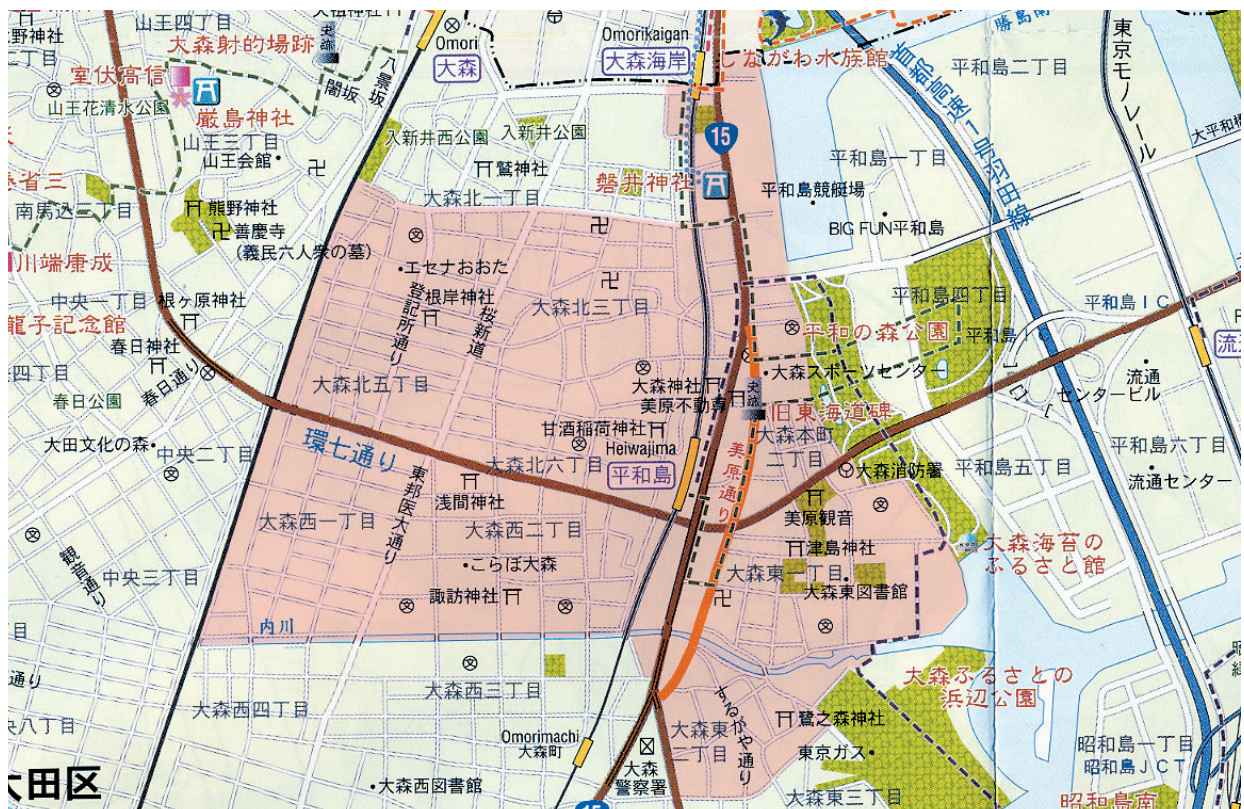 山王四丁目
熊野神社
大森射的場跡
史跡
室伏高信
山王花清水公園
厳島神社
山王三丁目
山王会館
闇坂
八景坂
Omori
大森
Omorikaigan
大森海岸
しながわ水族館
入新井西公園
入新井公園
鷲神社
大森北一丁目
磐井神社
15
平和島二丁目
首都高速一号羽田線
東京モノレール
平和島一丁目
平和島競艇場
BIG FUN平和島
南馬込三丁目
熊野神社
善慶寺
(義民六人衆の墓)
川端康成
中央一丁目
根ヶ原神社
龍子記念館
春日神社
春日通り
春日公園
大田文化の森
中央二丁目
エセナおおた
根岸神社
登記所通り
桜新道
大森北三丁目
大森北五丁目
環七通り
甘酒稲荷神社
大森神社
美原不動尊
Heiwajima
平和島
大森北六丁目
史跡
旧東海道碑
大森本町
二丁目
美原通り
平和の森公園
大森スポーツセンター
平和島四丁目
平和島ＩＣ
流通
センタービル
平和島六丁目
流通センター
平和島五丁目
大森消防署
美原観音
津島神社
大森東一丁目
大森東図書館
大森海苔の
ふるさと館
東邦医大通り
浅間神社
大森西一丁目
大森西二丁目
こらぼ大森
諏訪神社
観音通り
中央三丁目
内川
大森西三丁目
大森西四丁目
大森ふるさとの
浜辺公園
するがや通り
鷺之森神社
東京ガス
大森東
二丁目
Omorimachi
大森町
大森
警察署
大森西図書館
大森東三丁目
昭和島一丁目
昭和島ＪＣＴ
昭和島南
大田区
15